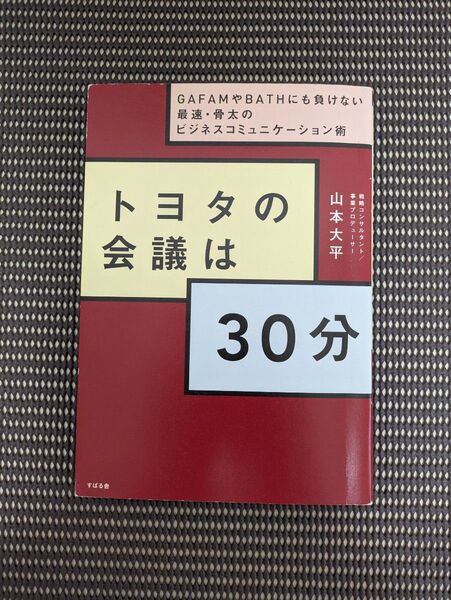 GAFAMやBATHにも負けない
最速・骨太の
ビジネスコミュニケーション術
トヨタの
会議は
30分
戦略コンサルタント/
事業プロデューサー
山本大平
すばる舎